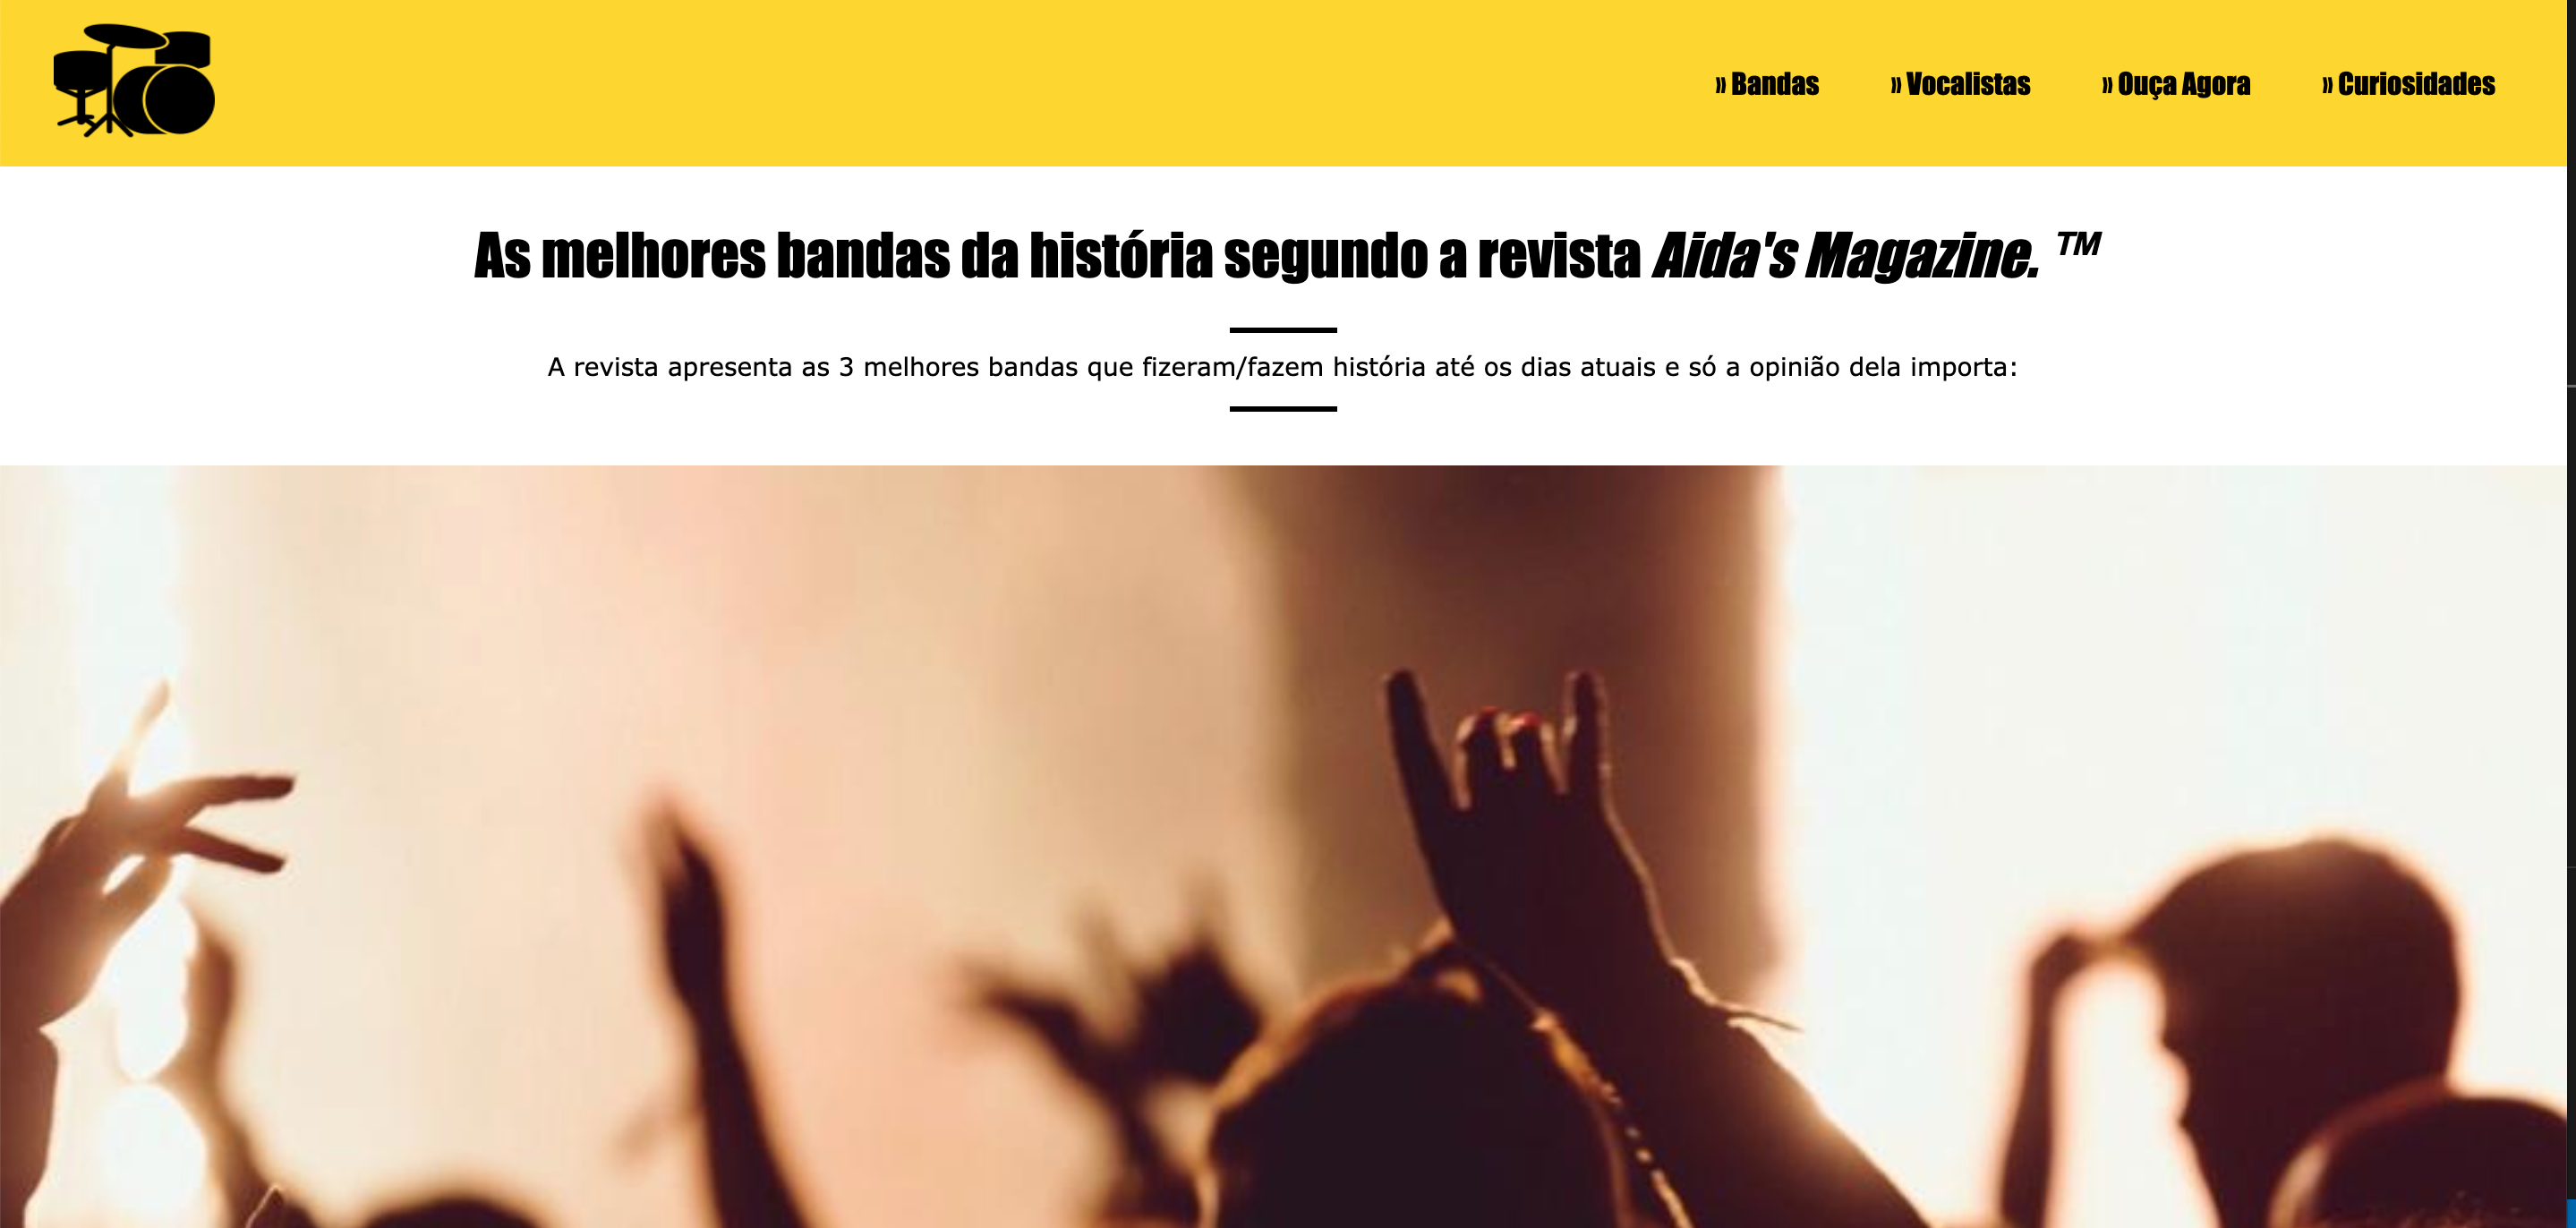 » Bandas » Vocalistas » Ouça Agora » Curiosidades
As melhores bandas da história segundo a revista Aida's Magazine. ™
A revista apresenta as 3 melhores bandas que fizeram/fazem história até os dias atuais e só a opinião dela importa: